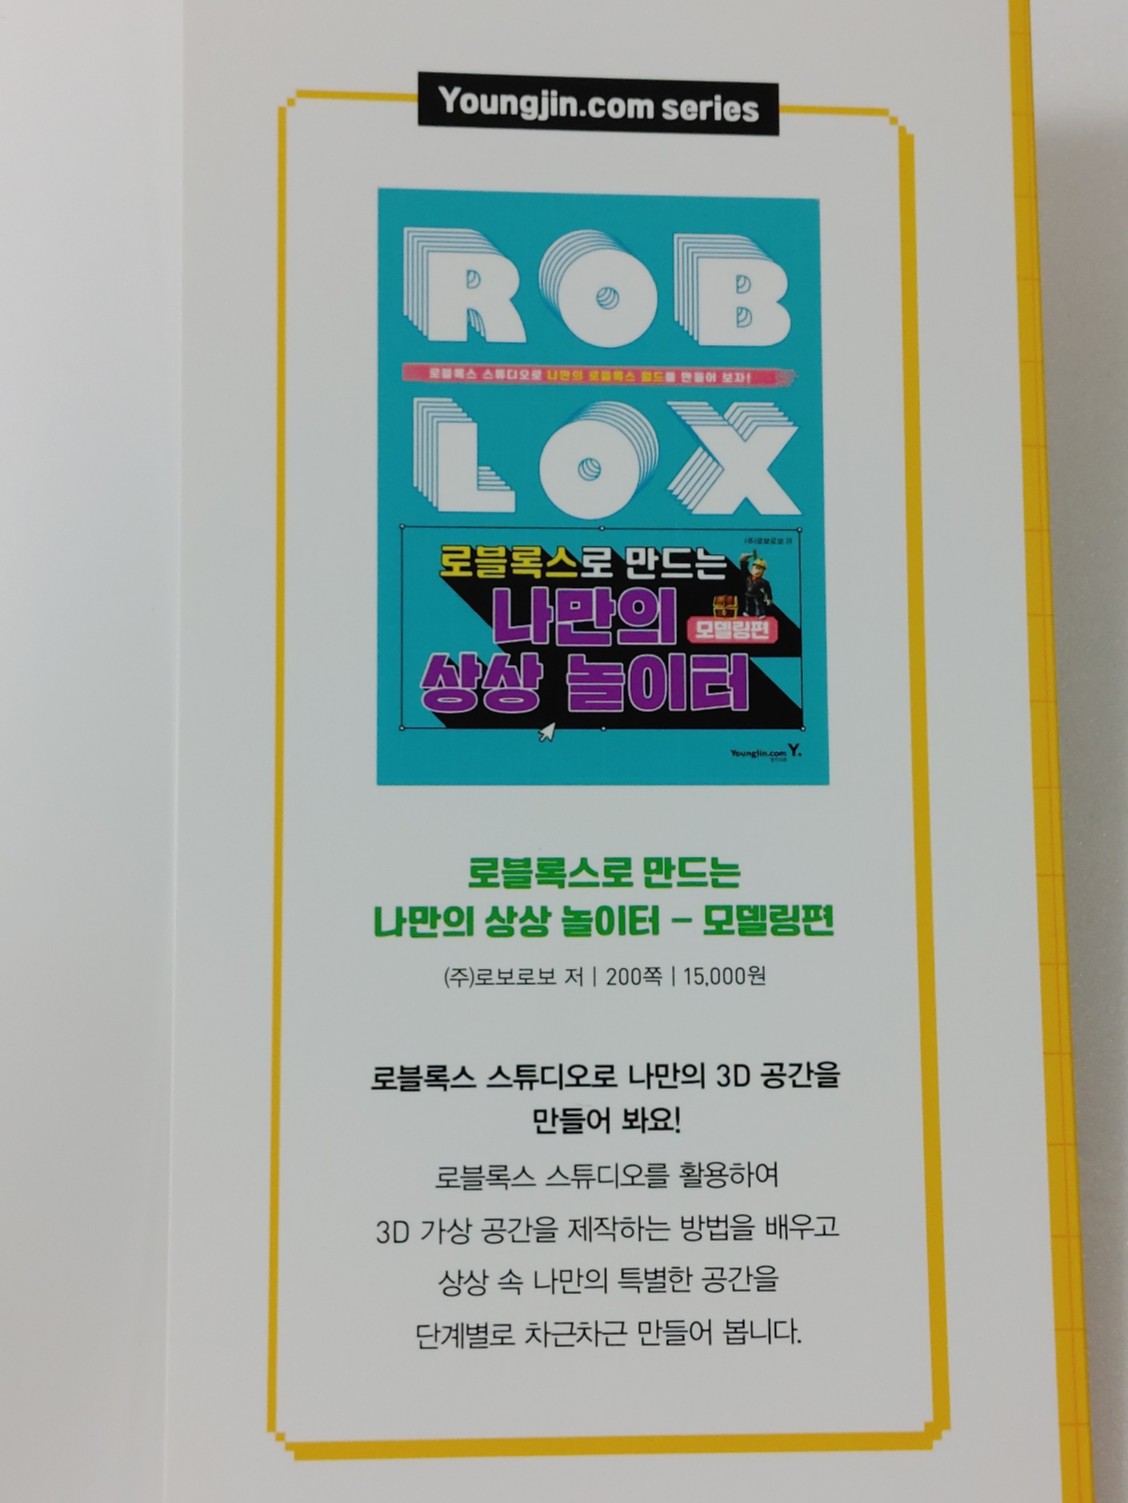 Youngjin.com series
ROB
로블록스 스튜디오로 나만의 로블록스 월드를 만들어 보자!
LOX
(주)로보로보 저
로블록스로 만드는
나만의
모델링편
상상 놀이터
Youngjin.com Y.
로블록스로 만드는
나만의 상상 놀이터 – 모델링편
(주)로보로보 저 | 200쪽 | 15,000원
로블록스 스튜디오로 나만의 3D 공간을
만들어 봐요!
로블록스 스튜디오를 활용하여
3D 가상 공간을 제작하는 방법을 배우고
상상 속 나만의 특별한 공간을
단계별로 차근차근 만들어 봅니다.